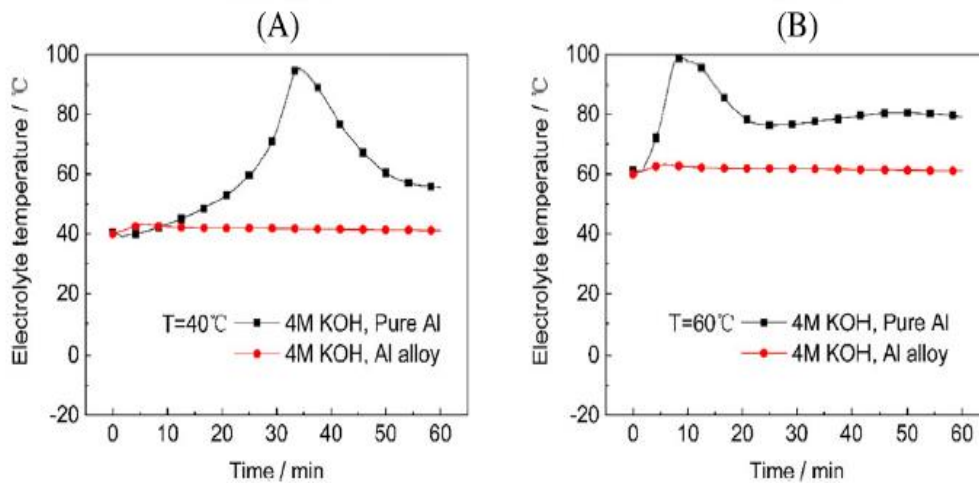 (A)
100
80
60
40
20
0
-20
Electrolyte temperature / ℃
T=40℃
4M KOH, Pure Al
4M KOH, Al alloy
0 10 20 30 40 50 60
Time / min
(B)
100
80
60
40
20
0
-20
Electrolyte temperature / ℃
T=60℃
4M KOH, Pure Al
4M KOH, Al alloy
0 10 20 30 40 50 60
Time / min